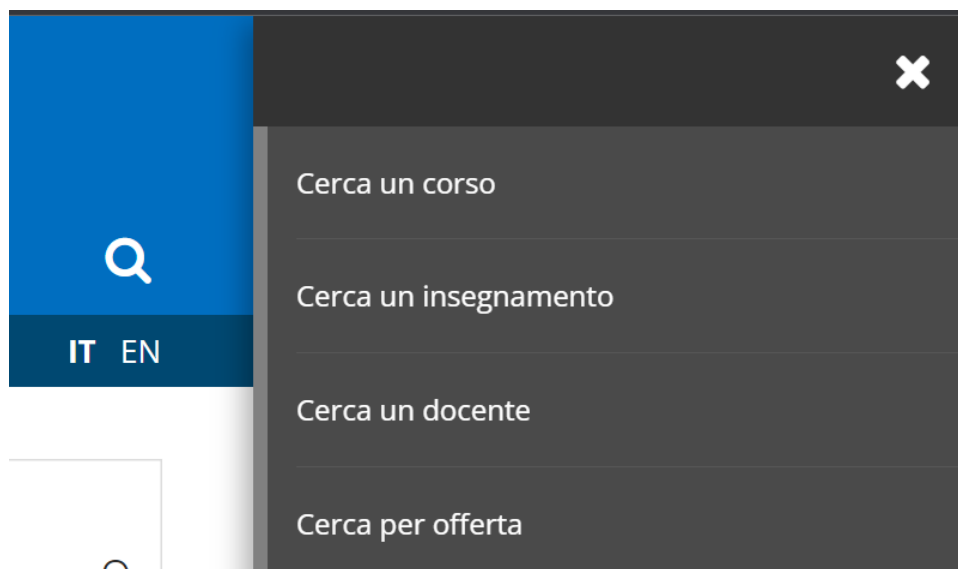 IT EN
Cerca un corso
Cerca un insegnamento
Cerca un docente
Cerca per offerta